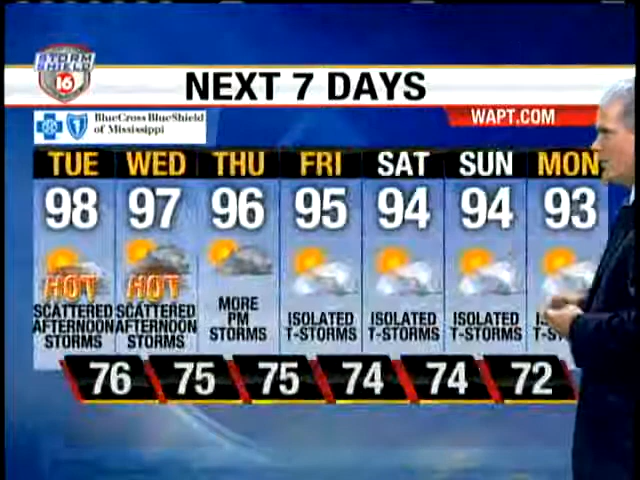 STORM
SHIELD
16
NEXT 7 DAYS
WAPT.COM
BlueCross BlueShield
of Mississippi
TUE WED THU FRI SAT SUN MON
98 97 96 95 94 94 93
HOT HOT
SCATTERED AFTERNOON STORMS
SCATTERED AFTERNOON STORMS
MORE PM STORMS
ISOLATED T-STORMS
ISOLATED T-STORMS
ISOLATED T-STORMS
76 75 75 74 74 72